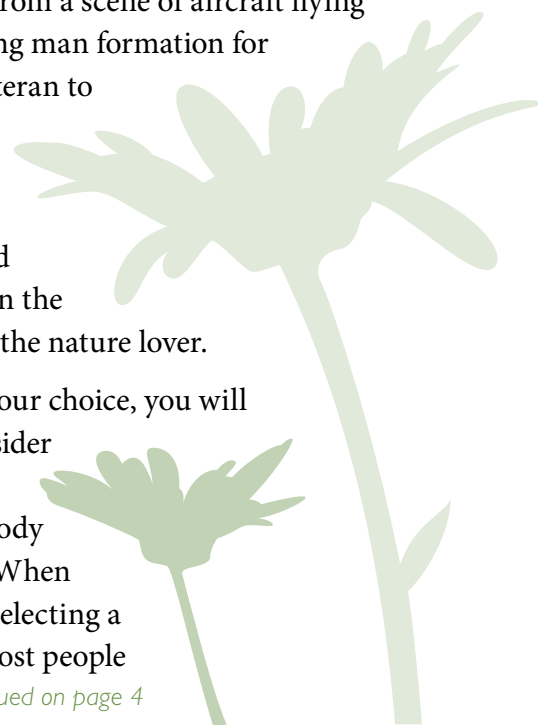 rom a scene of aircraft flying
ng man formation for
teran to
d
n the
the nature lover.
our choice, you will
sider
ody
When
electing a
ost people
ued on page 4